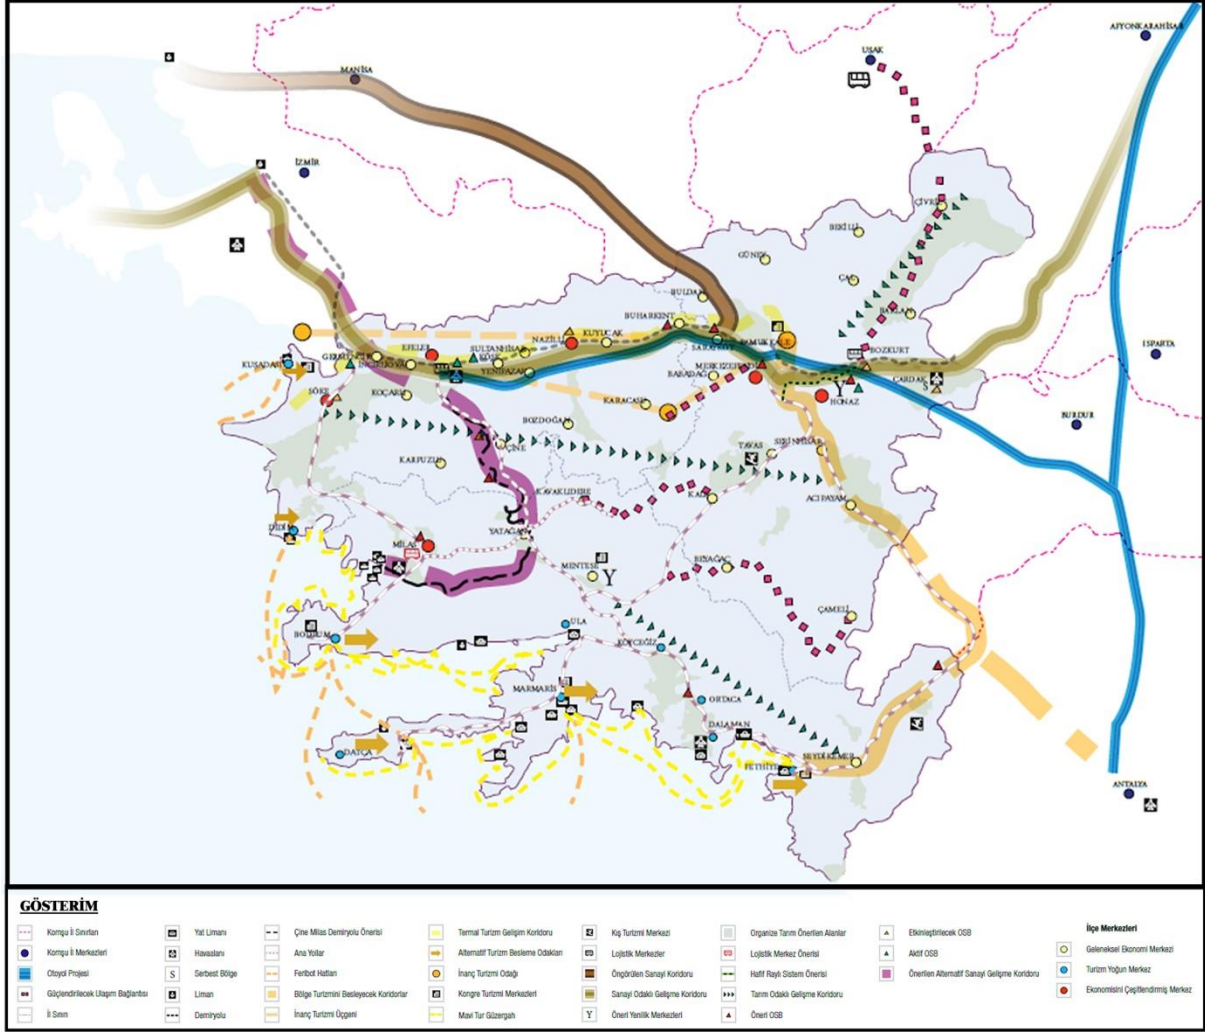 AFYONKARAHİSAR
UŞAK
MANİSA
İZMİR
ÇİVRİL
BEKİLLİ
GÜNEY
ÇAL
BULDAN
BAKLAN
BUHARKENT
ISPARTA
KUYUCAK
NAZİLLİ
EFELER
SULTANHİSAR
KÖŞK
SARAYKÖY
PAMUKKALE
GERMENCİK
İNCİRLİOVA
BOZKURT
KUŞADASI
YENİPAZAR
BABADAĞ
MERKEZEFENDİ
ÇARDAK
S
SÖKE
KOÇARLI
KARACASU
Y
HONAZ
BOZDOĞAN
BURDUR
ÇİNE
TAVAS
SERİNHİSAR
KARPUZLU
KAVAKLIDERE
KALE
ACIPAYAM
DİDİM
YATAĞAN
MİLAS
MENTEŞE
Y
BEYAĞAÇ
ÇAMELİ
ULA
BODRUM
KÖYCEĞİZ
MARMARİS
ORTACA
DALAMAN
DATÇA
SEYDİKEMER
FETHİYE
ANTALYA
GÖSTERİM
Komşu İl Sınırları
Komşu İl Merkezleri
Otoyol Projesi
Güçlendirilecek Ulaşım Bağlantısı
İl Sınırı
Yat Limanı
Havaalanı
S Serbest Bölge
Liman
Demiryolu
Çine Milas Demiryolu Önerisi
Ana Yollar
Feribot Hatları
Bölge Turizmini Besleyecek Koridorlar
İnanç Turizmi Üçgeni
Termal Turizm Gelişim Koridoru
Alternatif Turizm Besleme Odakları
İnanç Turizmi Odağı
Kongre Turizmi Merkezleri
Mavi Tur Güzergah
Kış Turizmi Merkezi
Lojistik Merkezler
Öngörülen Sanayi Koridoru
Sanayi Odaklı Gelişme Koridoru
Y Öneri Yenilik Merkezleri
Organize Tarım Önerilen Alanlar
Lojistik Merkez Önerisi
Hafif Raylı Sistem Önerisi
Tarım Odaklı Gelişme Koridoru
Öneri OSB
Etkinleştirilecek OSB
Aktif OSB
Önerilen Alternatif Sanayi Gelişme Koridoru
İlçe Merkezleri
Geleneksel Ekonomi Merkezi
Turizm Yoğun Merkez
Ekonomisini Çeşitlendirmiş Merkez